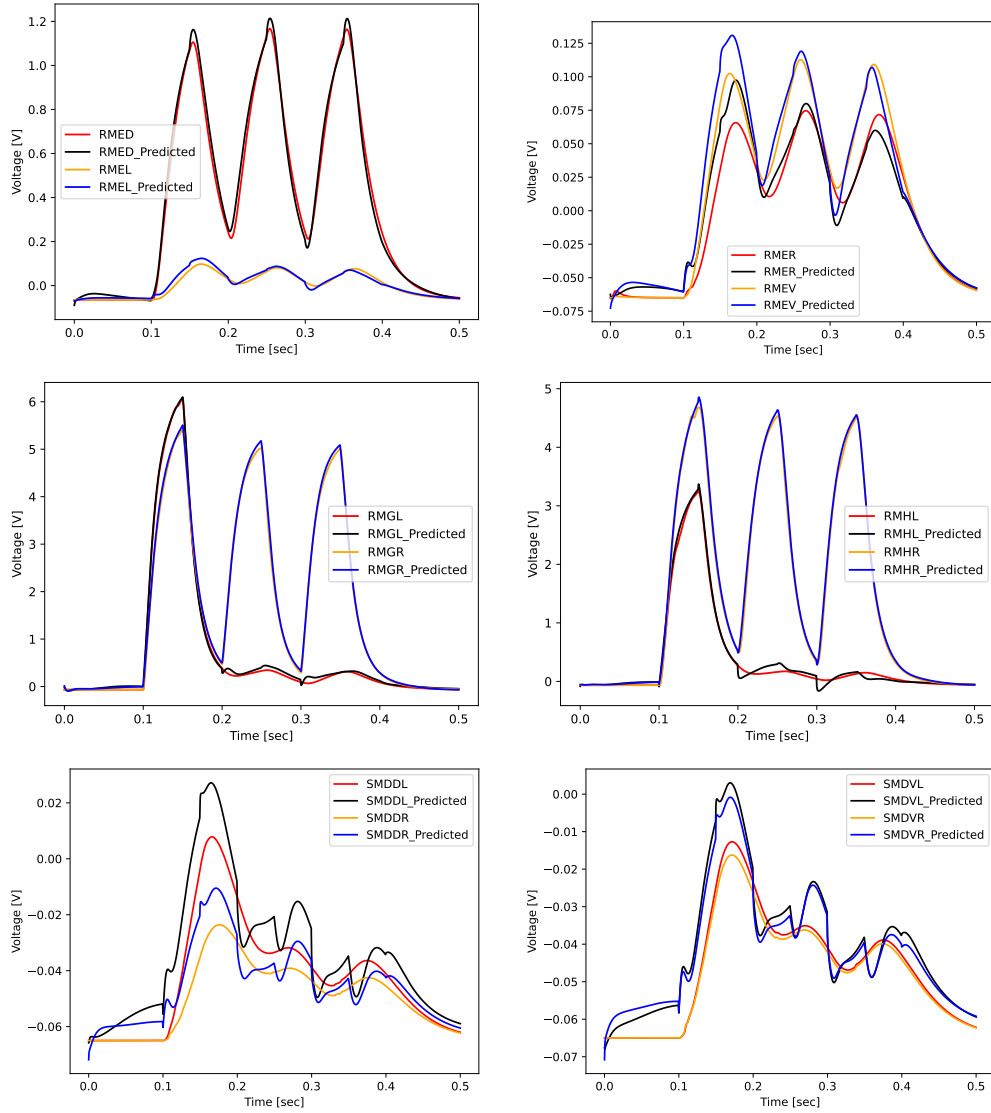 1.2
1.0
0.8
0.6
0.4
0.2
0.0
Voltage [V]
RMED
RMED_Predicted
RMEL
RMEL_Predicted
0.0 0.1 0.2 0.3 0.4 0.5
Time [sec]
0.125
0.100
0.075
0.050
0.025
0.000
−0.025
−0.050
−0.075
Voltage [V]
RMER
RMER_Predicted
RMEV
RMEV_Predicted
0.0 0.1 0.2 0.3 0.4 0.5
Time [sec]
6
5
4
3
2
1
0
Voltage [V]
RMGL
RMGL_Predicted
RMGR
RMGR_Predicted
0.0 0.1 0.2 0.3 0.4 0.5
Time [sec]
5
4
3
2
1
0
Voltage [V]
RMHL
RMHL_Predicted
RMHR
RMHR_Predicted
0.0 0.1 0.2 0.3 0.4 0.5
Time [sec]
0.02
0.00
−0.02
−0.04
−0.06
Voltage [V]
SMDDL
SMDDL_Predicted
SMDDR
SMDDR_Predicted
0.0 0.1 0.2 0.3 0.4 0.5
Time [sec]
0.00
−0.01
−0.02
−0.03
−0.04
−0.05
−0.06
−0.07
Voltage [V]
SMDVL
SMDVL_Predicted
SMDVR
SMDVR_Predicted
0.0 0.1 0.2 0.3 0.4 0.5
Time [sec]